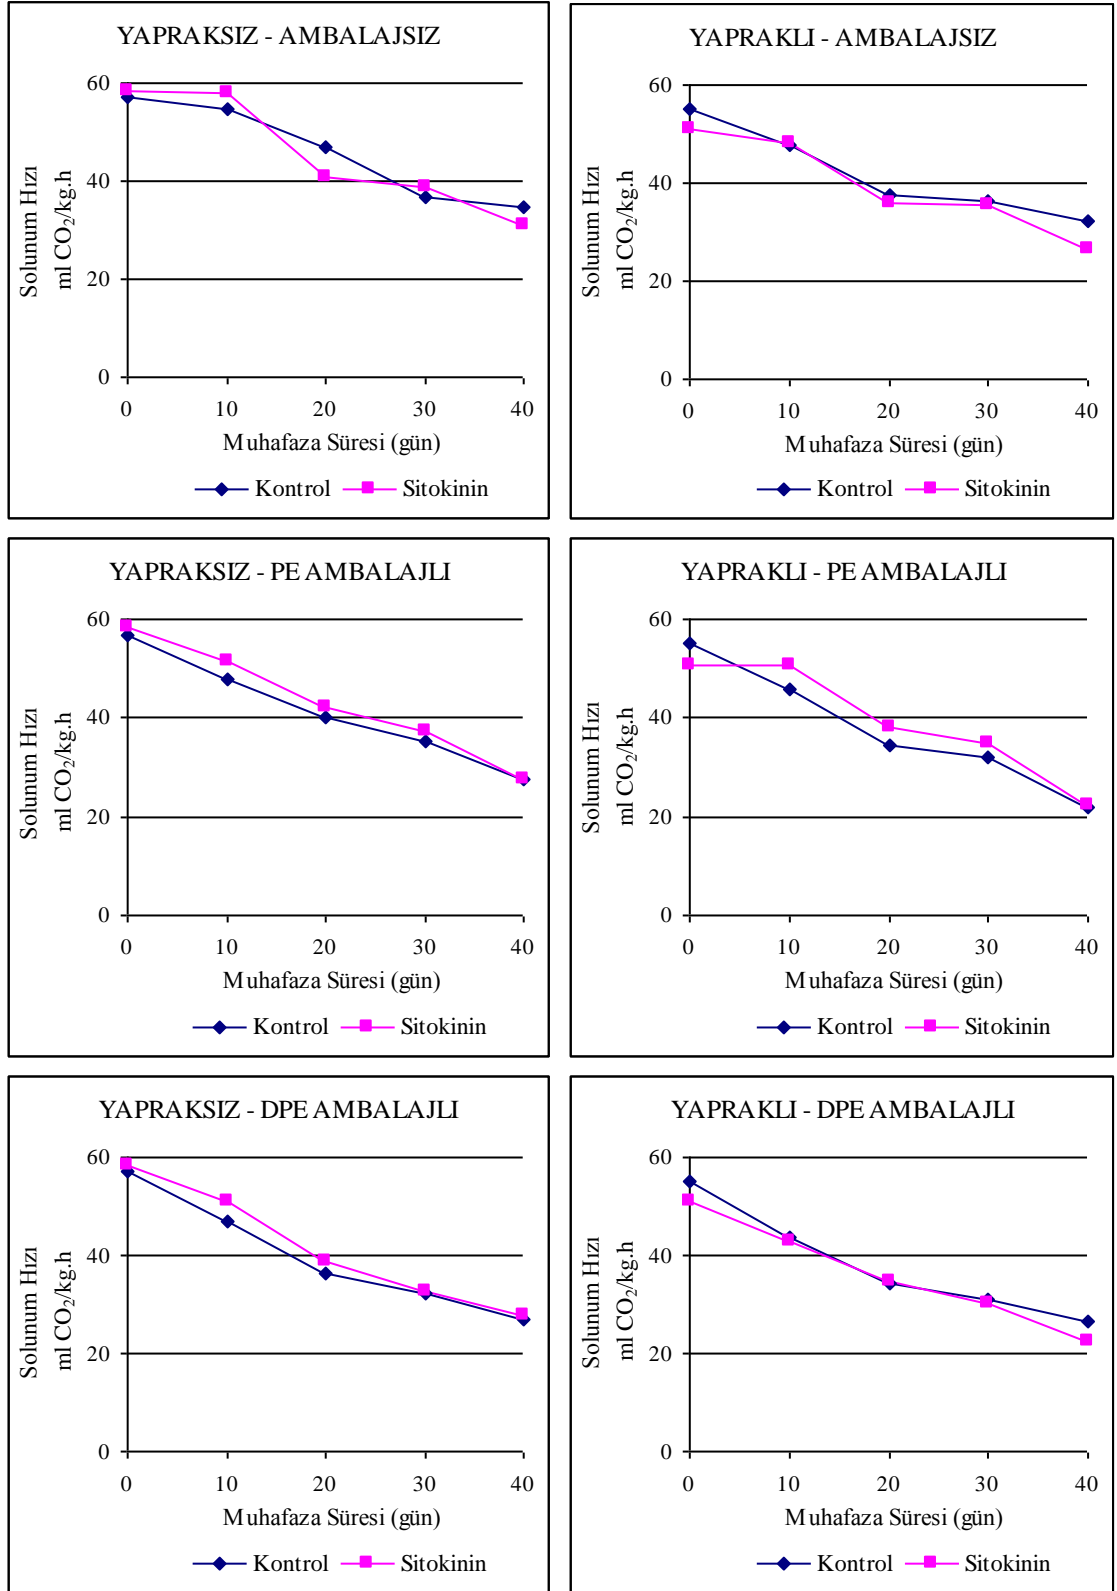 YAPRAKSIZ - AMBALAJSIZ
Solunum Hızı
ml CO₂/kg.h
60
40
20
0
0 10 20 30 40
Muhafaza Süresi (gün)
Kontrol Sitokinin
YAPRAKLI - AMBALAJSIZ
Solunum Hızı
ml CO₂/kg.h
60
40
20
0
0 10 20 30 40
Muhafaza Süresi (gün)
Kontrol Sitokinin
YAPRAKSIZ - PE AMBALAJLI
Solunum Hızı
ml CO₂/kg.h
60
40
20
0
0 10 20 30 40
Muhafaza Süresi (gün)
Kontrol Sitokinin
YAPRAKLI - PE AMBALAJLI
Solunum Hızı
ml CO₂/kg.h
60
40
20
0
0 10 20 30 40
Muhafaza Süresi (gün)
Kontrol Sitokinin
YAPRAKSIZ - DPE AMBALAJLI
Solunum Hızı
ml CO₂/kg.h
60
40
20
0
0 10 20 30 40
Muhafaza Süresi (gün)
Kontrol Sitokinin
YAPRAKLI - DPE AMBALAJLI
Solunum Hızı
ml CO₂/kg.h
60
40
20
0
0 10 20 30 40
Muhafaza Süresi (gün)
Kontrol Sitokinin